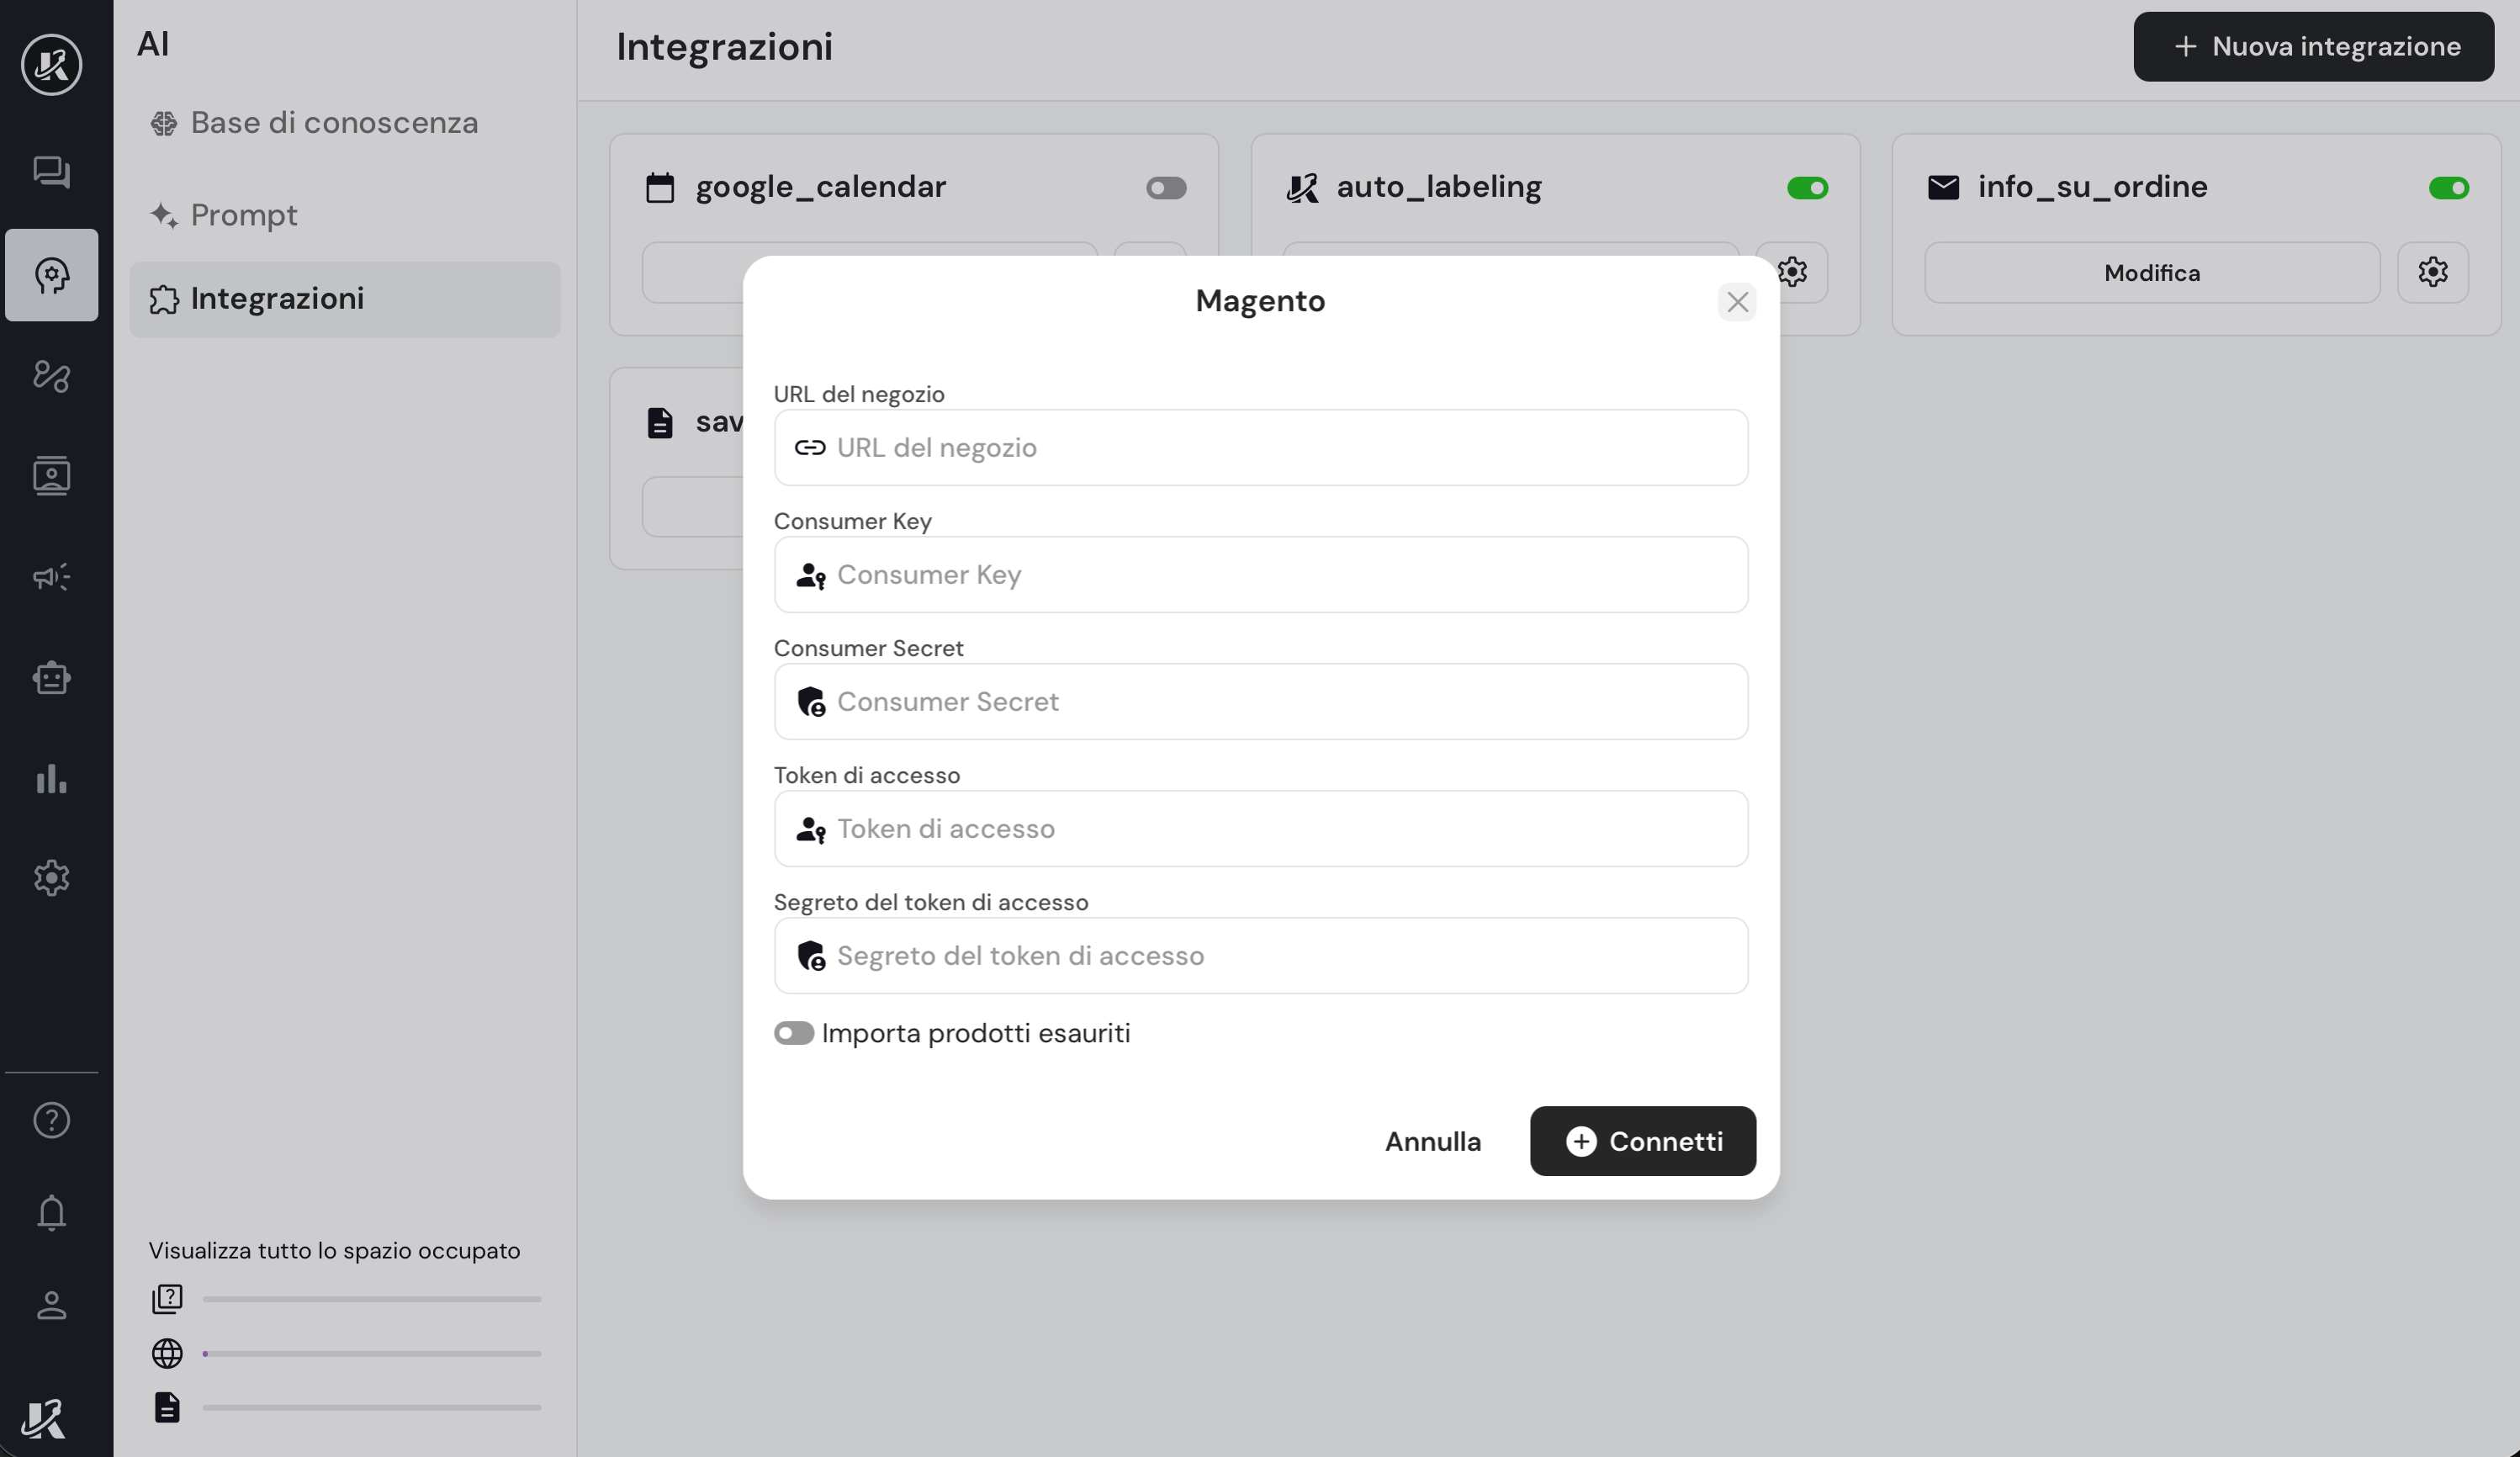 AI
Base di conoscenza
Prompt
Integrazioni
Visualizza tutto lo spazio occupato
Integrazioni
+ Nuova integrazione
google_calendar
auto_labeling
info_su_ordine
Modifica
Magento
URL del negozio
URL del negozio
Consumer Key
Consumer Key
Consumer Secret
Consumer Secret
Token di accesso
Token di accesso
Segreto del token di accesso
Segreto del token di accesso
Importa prodotti esauriti
Annulla
Connetti